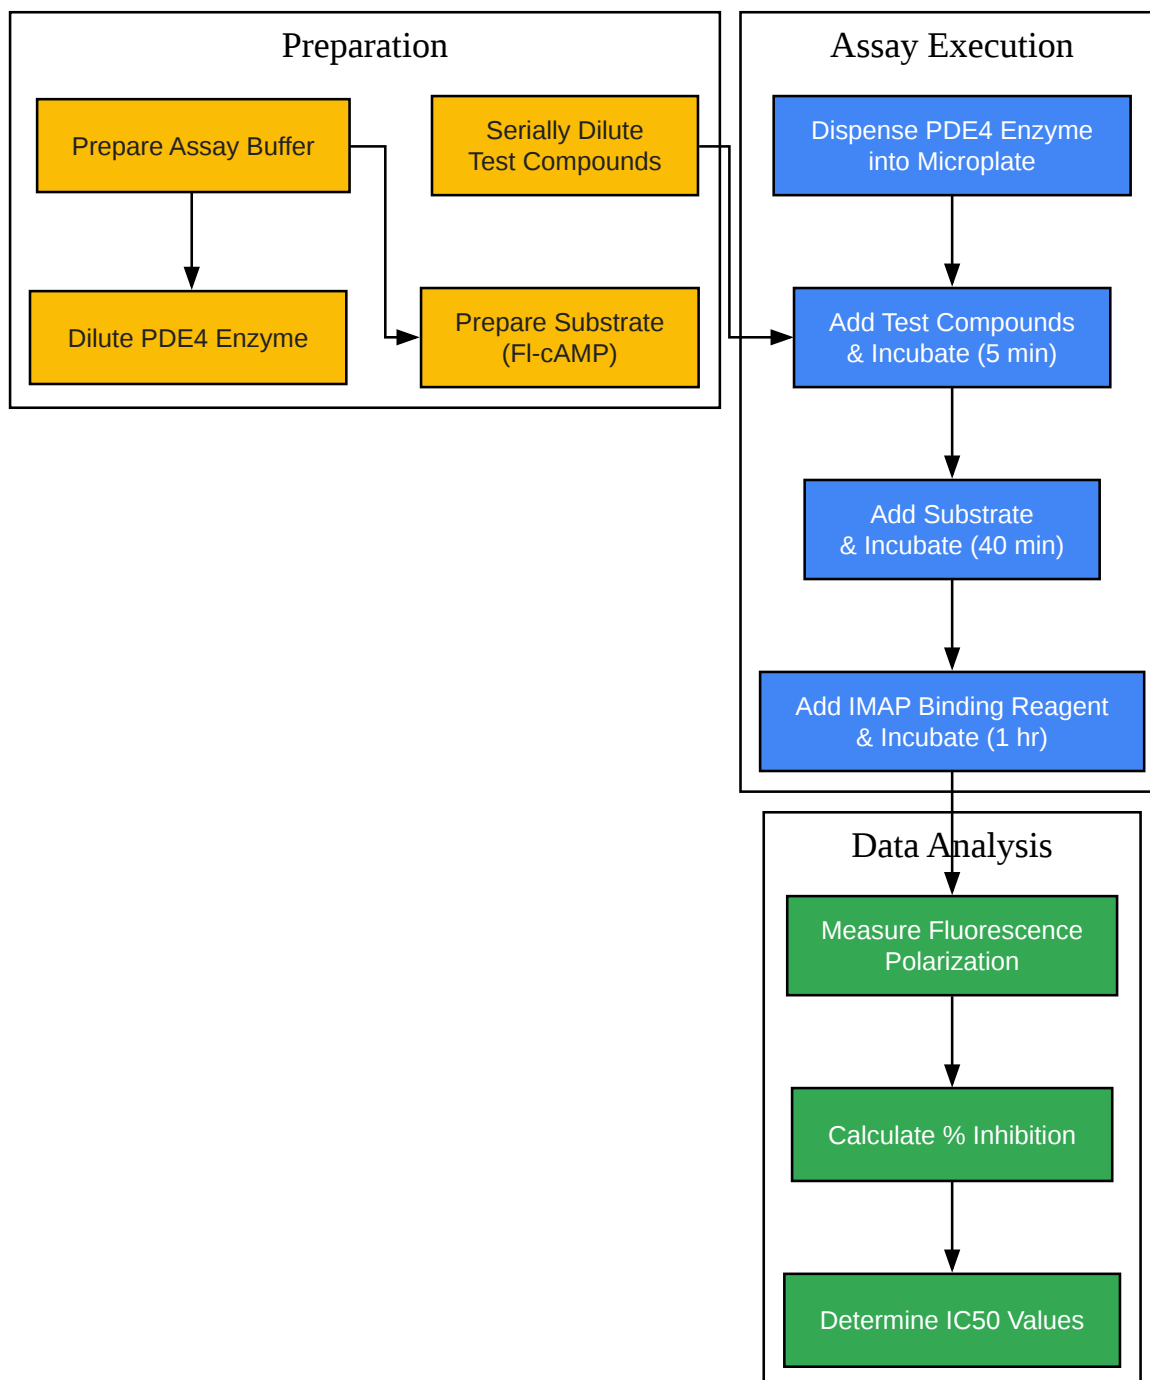 Preparation
Prepare Assay Buffer
Serially Dilute
Test Compounds
Dilute PDE4 Enzyme
Prepare Substrate
(Fl-cAMP)
Assay Execution
Dispense PDE4 Enzyme
into Microplate
Add Test Compounds
& Incubate (5 min)
Add Substrate
& Incubate (40 min)
Add IMAP Binding Reagent
& Incubate (1 hr)
Data Analysis
Measure Fluorescence
Polarization
Calculate % Inhibition
Determine IC50 Values